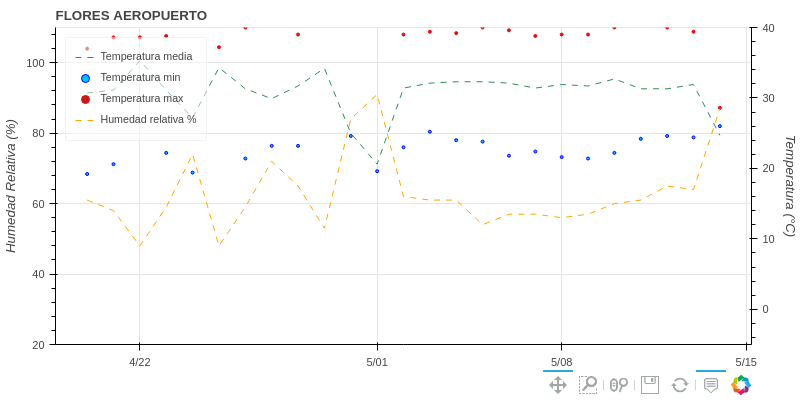 FLORES AEROPUERTO
Temperatura media
Temperatura min
Temperatura max
Humedad relativa %
Humedad Relativa (%)
100
80
60
40
20
40
30
20
10
0
Temperatura (°C)
4/22
5/01
5/08
5/15